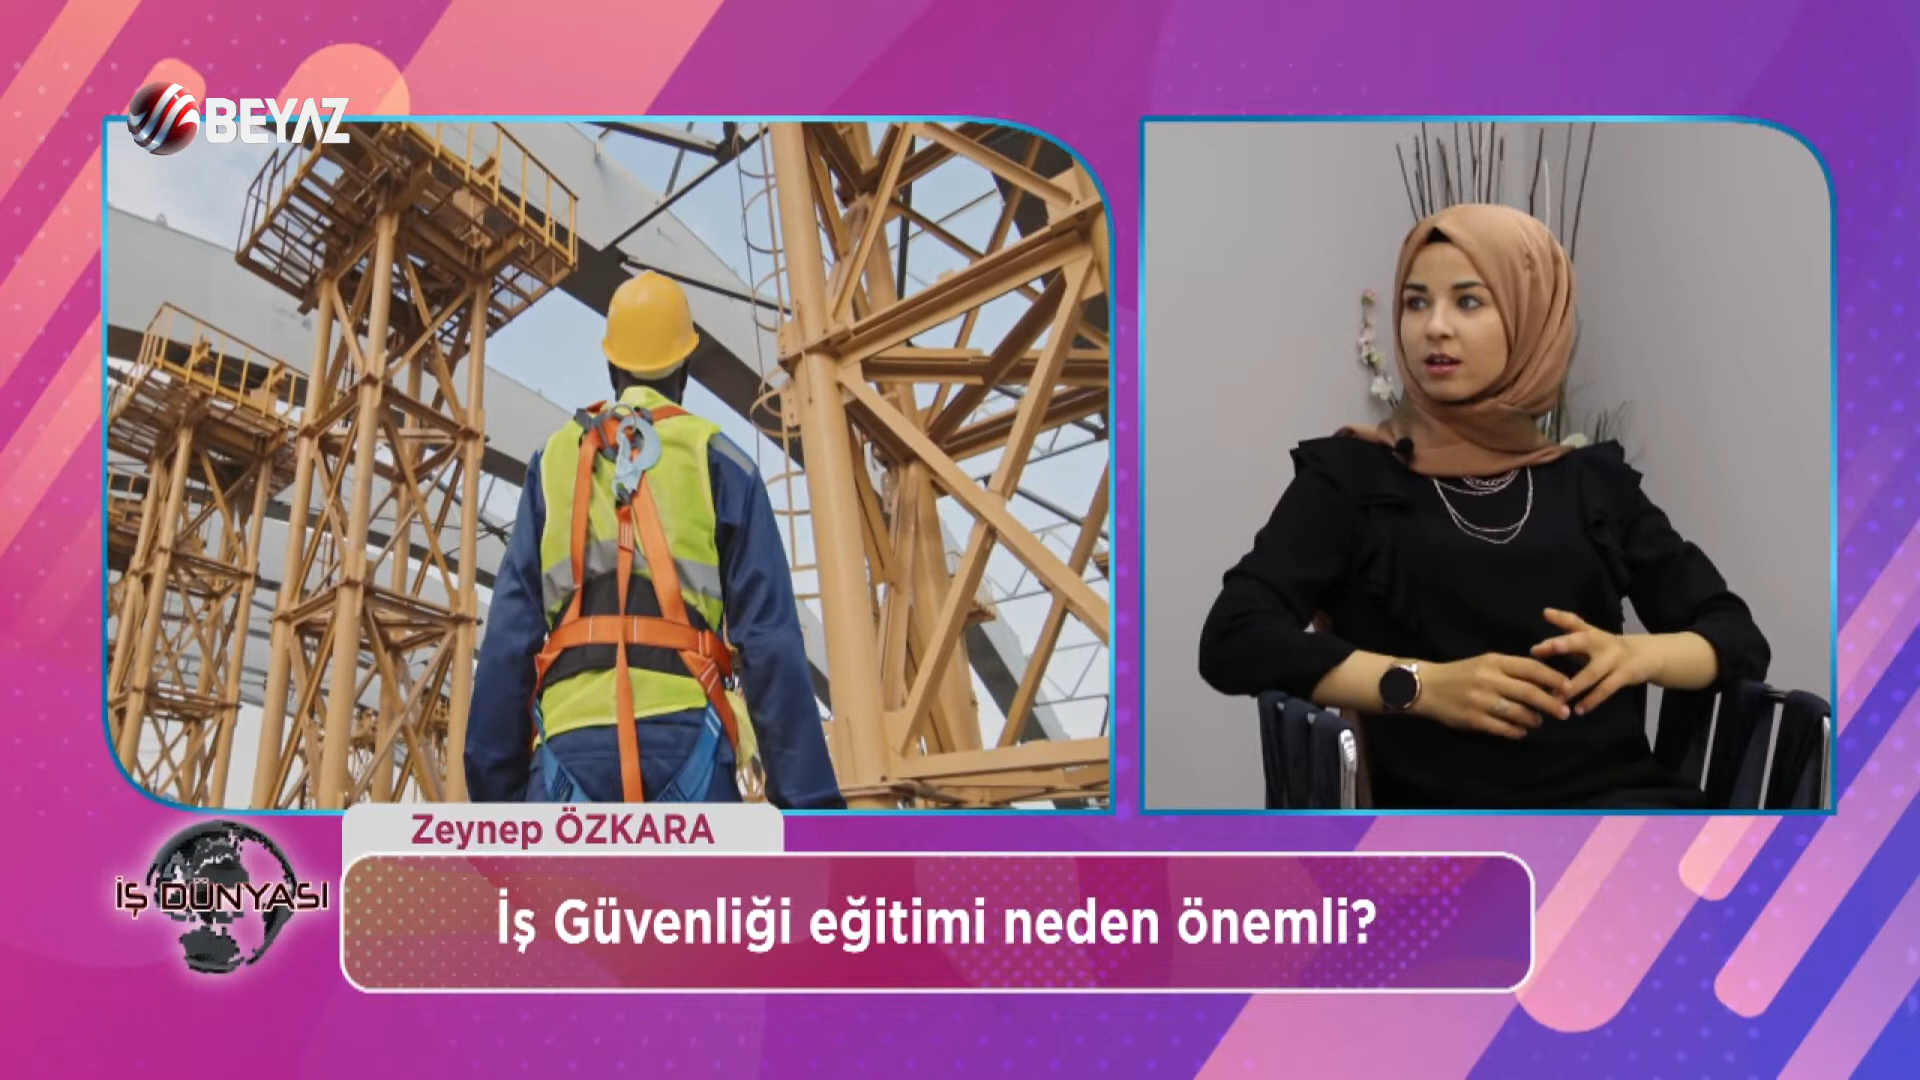 BEYAZ
Zeynep ÖZKARA
İŞ DÜNYASI
İş Güvenliği eğitimi neden önemli?